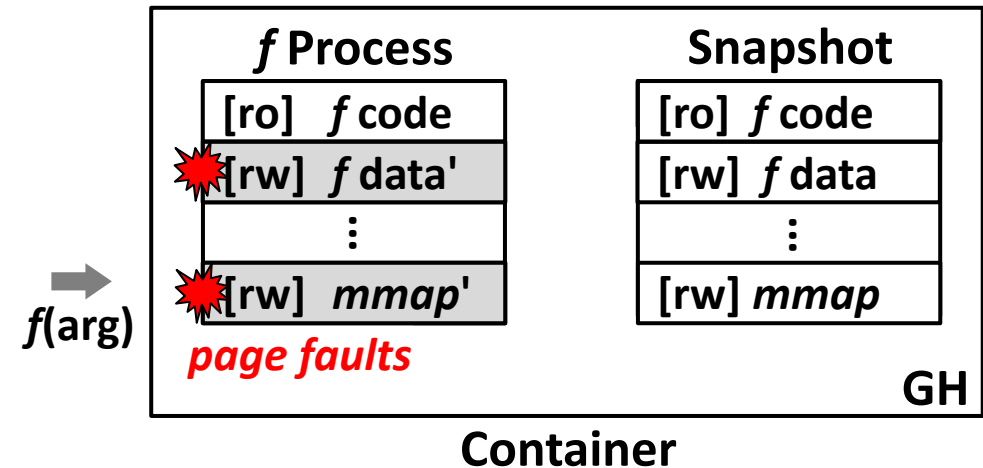 f Process
[ro] f code
[rw] f data'
⋮
[rw] mmap'
page faults
f(arg)
Snapshot
[ro] f code
[rw] f data
⋮
[rw] mmap
GH
Container